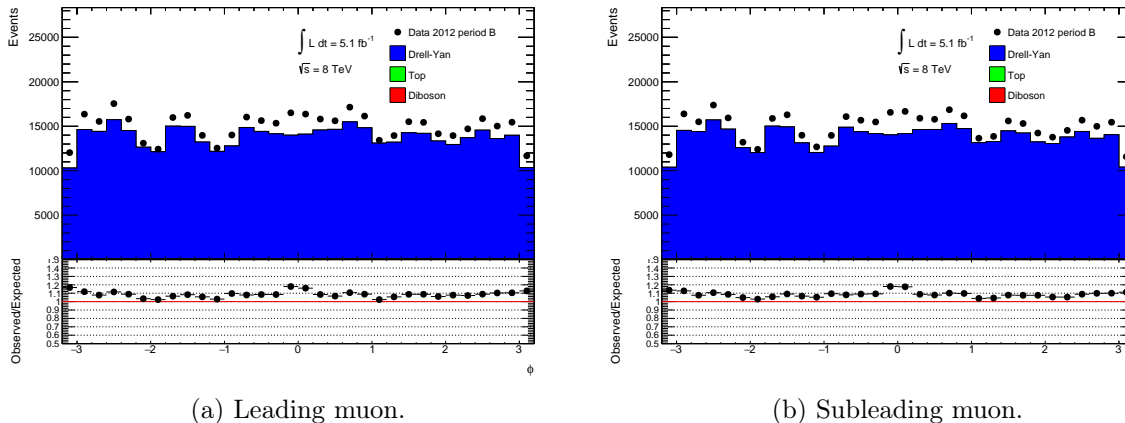 Events
25000
20000
15000
10000
5000
∫ L dt = 5.1 fb⁻¹
√s = 8 TeV
Data 2012 period B
Drell-Yan
Top
Diboson
Observed/Expected
1.5
1.4
1.3
1.2
1.1
1
0.9
0.8
0.7
0.6
0.5
−3 −2 −1 0 1 2 3
ϕ
(a) Leading muon.
Events
25000
20000
15000
10000
5000
∫ L dt = 5.1 fb⁻¹
√s = 8 TeV
Data 2012 period B
Drell-Yan
Top
Diboson
Observed/Expected
1.5
1.4
1.3
1.2
1.1
1
0.9
0.8
0.7
0.6
0.5
−3 −2 −1 0 1 2 3
(b) Subleading muon.